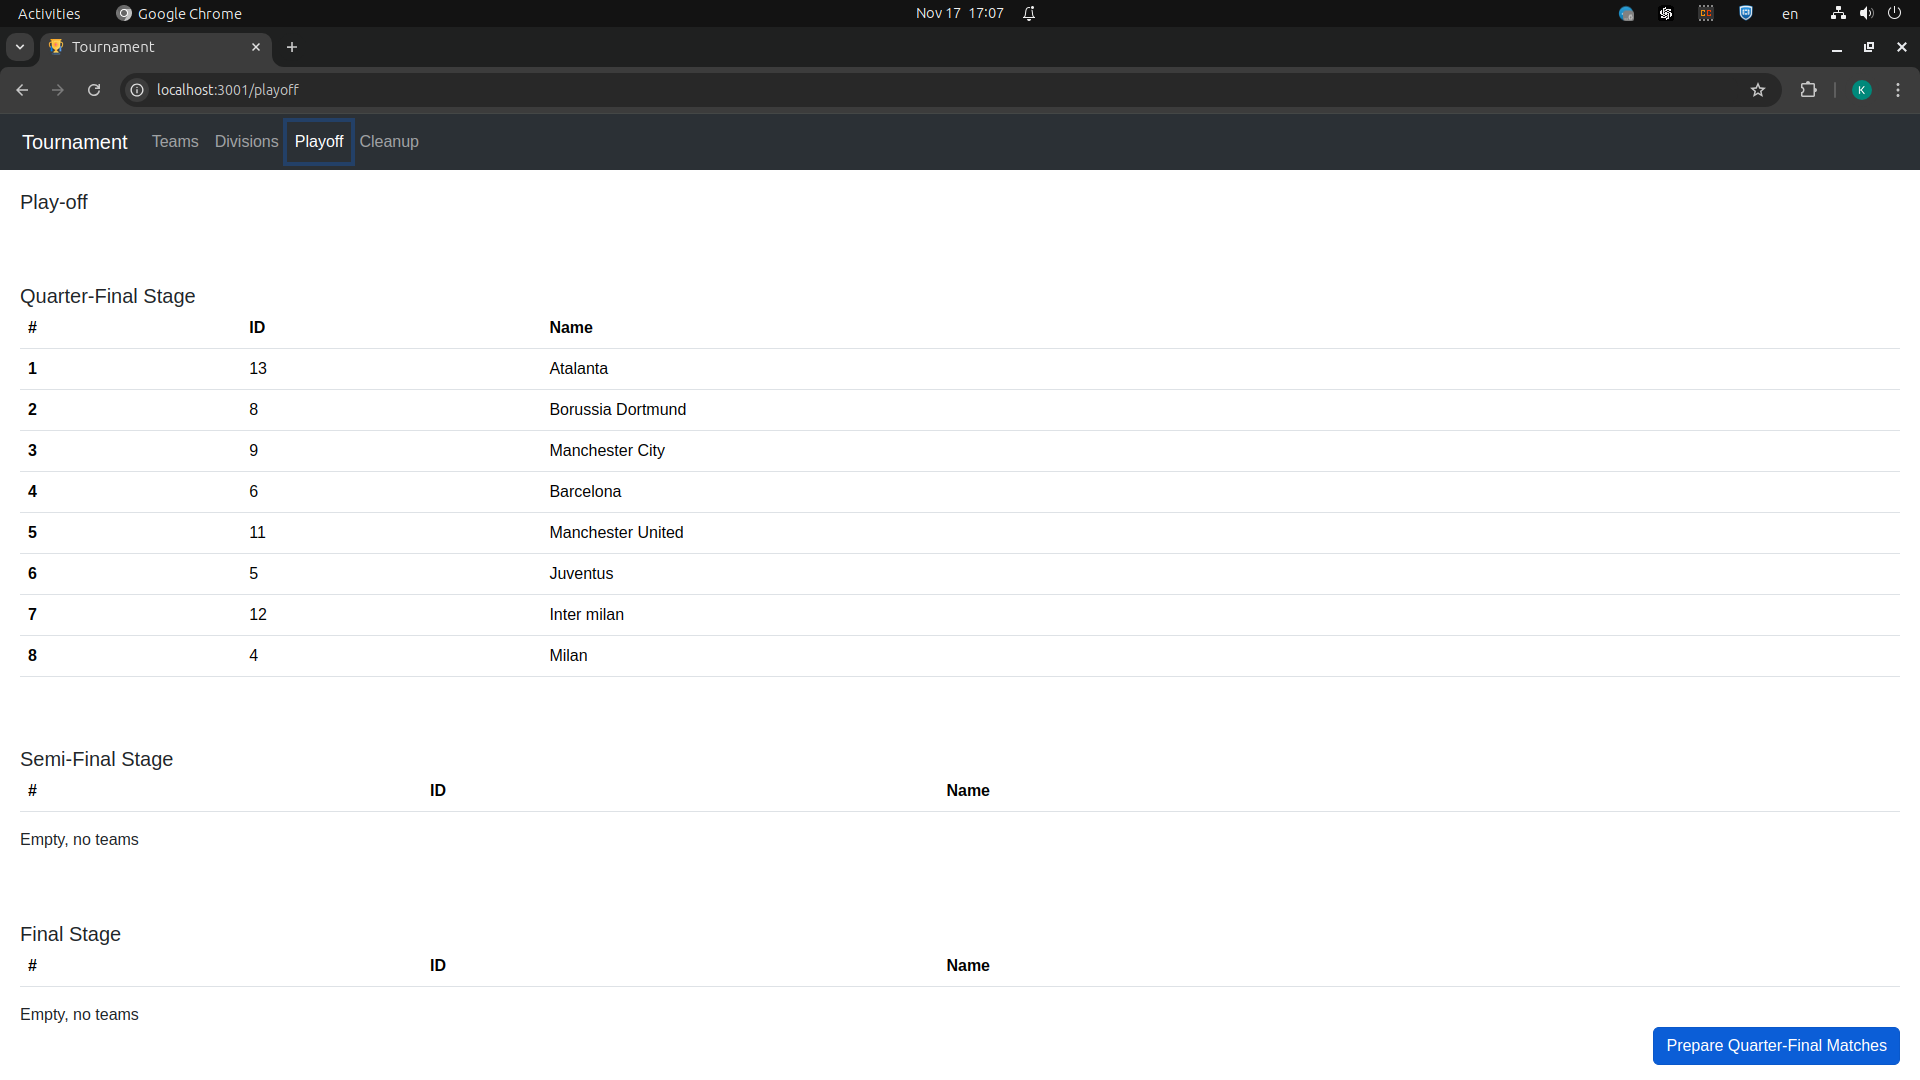 Activities Google Chrome Nov 17 17:07 en
Tournament
localhost:3001/playoff K
Tournament Teams Divisions Playoff Cleanup
Play-off
Quarter-Final Stage
# ID Name
1 13 Atalanta
2 8 Borussia Dortmund
3 9 Manchester City
4 6 Barcelona
5 11 Manchester United
6 5 Juventus
7 12 Inter milan
8 4 Milan
Semi-Final Stage
# ID Name
Empty, no teams
Final Stage
# ID Name
Empty, no teams
Prepare Quarter-Final Matches